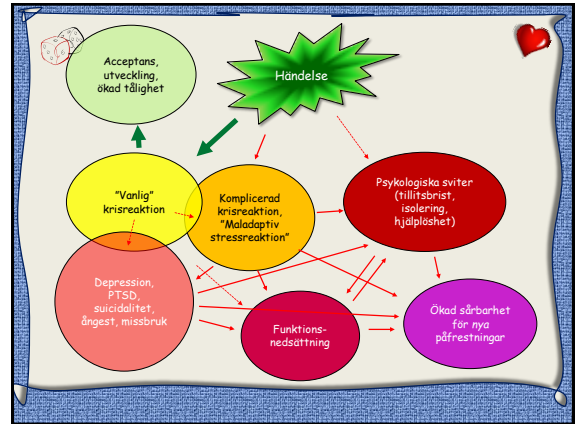 Acceptans,
utveckling,
ökad tålighet
Händelse
"Vanlig"
krisreaktion
Komplicerad
krisreaktion,
"Maladaptiv
stressreaktion"
Psykologiska sviter
(tillitsbrist,
isolering,
hjälplöshet)
Depression,
PTSD,
suicidalitet,
ångest, missbruk
Funktions-
nedsättning
Ökad sårbarhet
för nya
påfrestningar